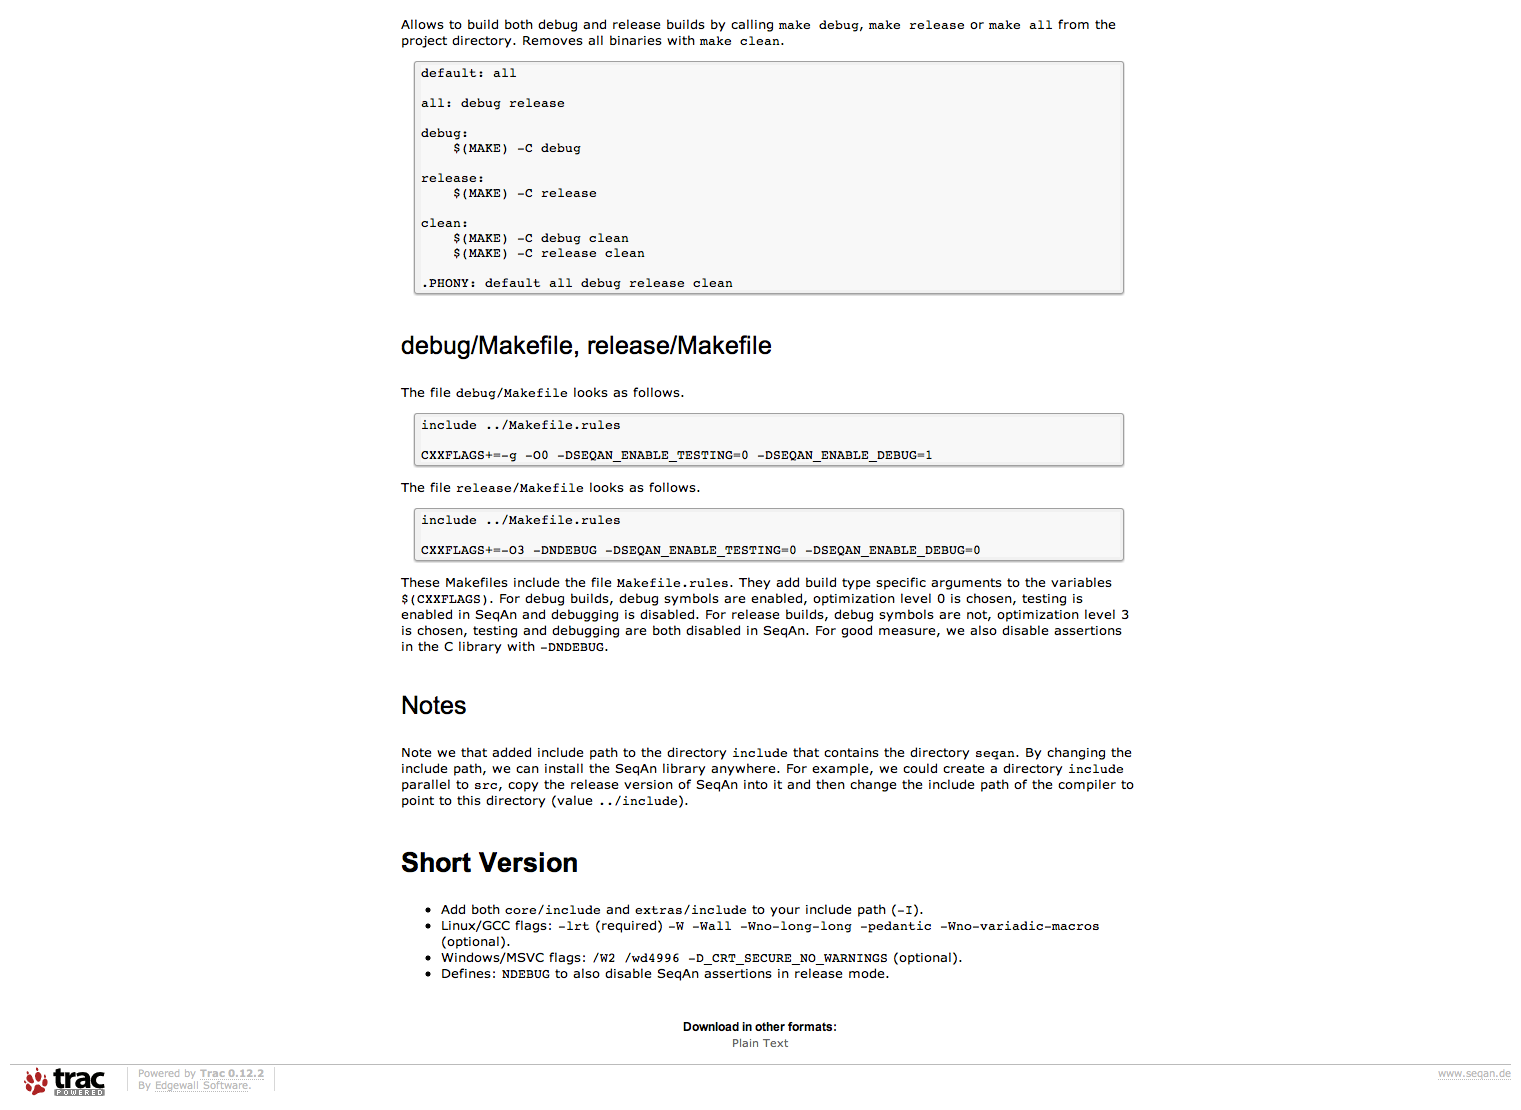 Allows to build both debug and release builds by calling make debug, make release or make all from the
project directory. Removes all binaries with make clean.
default: all
all: debug release
debug:
    $(MAKE) -C debug
release:
    $(MAKE) -C release
clean:
    $(MAKE) -C debug clean
    $(MAKE) -C release clean
.PHONY: default all debug release clean
debug/Makefile, release/Makefile
The file debug/Makefile looks as follows.
include ../Makefile.rules
CXXFLAGS+=-g -O0 -DSEQAN_ENABLE_TESTING=0 -DSEQAN_ENABLE_DEBUG=1
The file release/Makefile looks as follows.
include ../Makefile.rules
CXXFLAGS+=-O3 -DNDEBUG -DSEQAN_ENABLE_TESTING=0 -DSEQAN_ENABLE_DEBUG=0
These Makefiles include the file Makefile.rules. They add build type specific arguments to the variables
$(CXXFLAGS). For debug builds, debug symbols are enabled, optimization level 0 is chosen, testing is
enabled in SeqAn and debugging is disabled. For release builds, debug symbols are not, optimization level 3
is chosen, testing and debugging are both disabled in SeqAn. For good measure, we also disable assertions
in the C library with -DNDEBUG.
Notes
Note we that added include path to the directory include that contains the directory seqan. By changing the
include path, we can install the SeqAn library anywhere. For example, we could create a directory include
parallel to src, copy the release version of SeqAn into it and then change the include path of the compiler to
point to this directory (value ../include).
Short Version
• Add both core/include and extras/include to your include path (-I).
• Linux/GCC flags: -lrt (required) -W -Wall -Wno-long-long -pedantic -Wno-variadic-macros
(optional).
• Windows/MSVC flags: /W2 /wd4996 -D_CRT_SECURE_NO_WARNINGS (optional).
• Defines: NDEBUG to also disable SeqAn assertions in release mode.
Download in other formats:
Plain Text
trac
POWERED
Powered by Trac 0.12.2
By Edgewall Software.
www.seqan.de